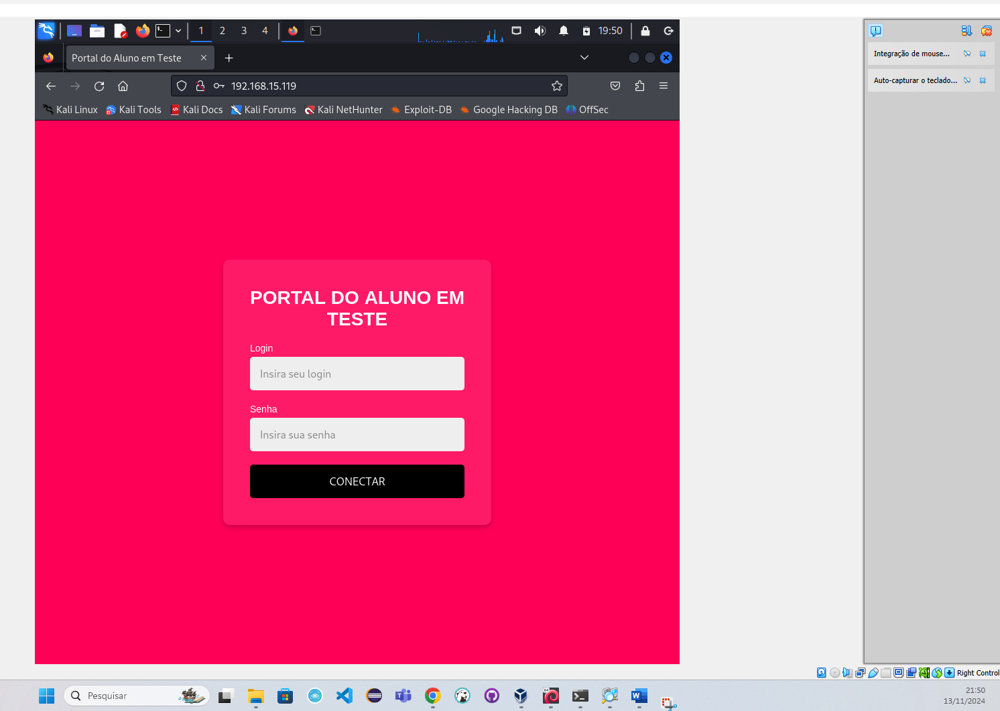 1 2 3 4 19:50
Portal do Aluno em Teste
192.168.15.119
Kali Linux Kali Tools Kali Docs Kali Forums Kali NetHunter Exploit-DB Google Hacking DB OffSec
PORTAL DO ALUNO EM
TESTE
Login
Insira seu login
Senha
Insira sua senha
CONECTAR
Integração de mouse...
Auto-capturar o teclado...
Right Control
Pesquisar
21:50
13/11/2024